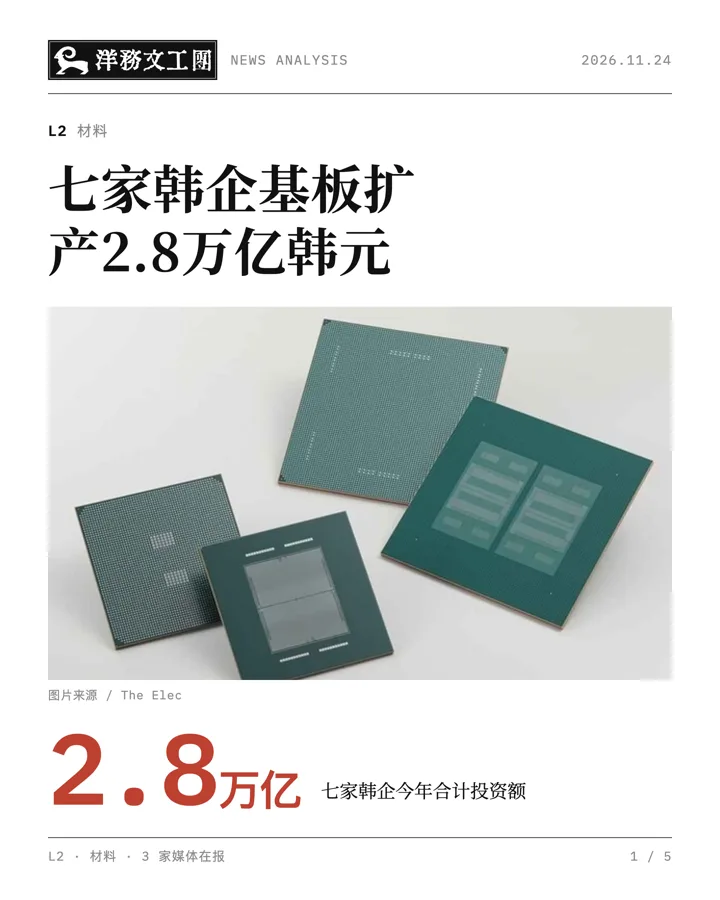 洋務文工團
NEWS ANALYSIS
2026.11.24
L2 材料
七家韩企基板扩
产2.8万亿韩元
图片来源 / The Elec
2.8万亿
七家韩企今年合计投资额
L2 · 材料 · 3 家媒体在报
1 / 5